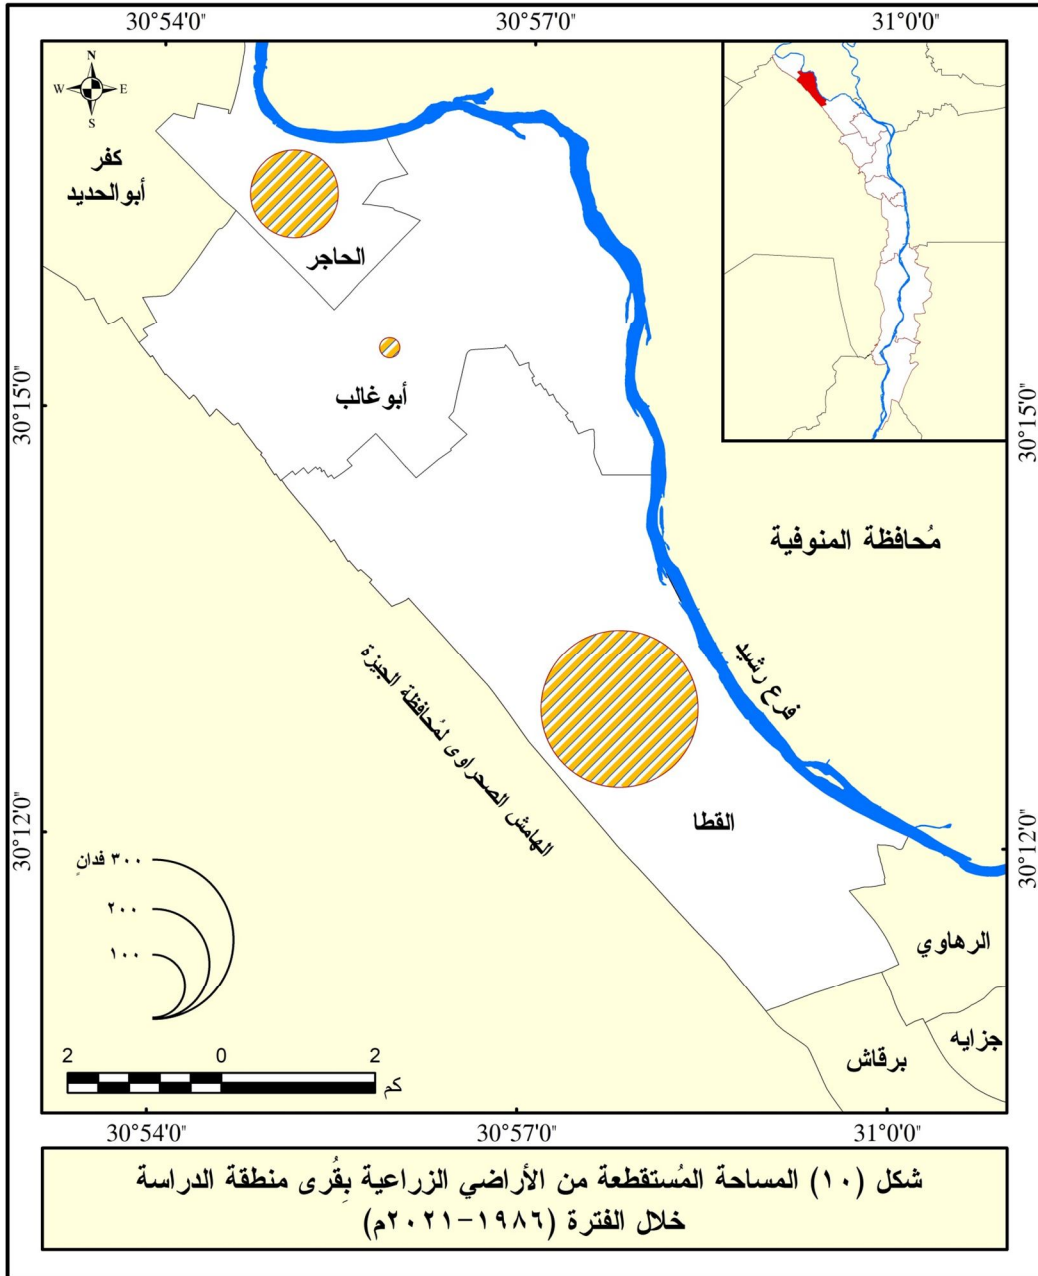 30°54'0" 30°57'0" 31°0'0"
N
W E
S
كفر
أبوالحديد
الحاجر
أبوغالب
30°15'0" 30°15'0"
مُحافظة المنوفية
فرع رشيد
الهامش الصحراوى لمُحافظة الجيزة
القطا
30°12'0" 30°12'0"
٣٠٠ فدانٍ
٢٠٠
١٠٠
الرهاوي
جزايه
برقاش
2 0 2
كم
30°54'0" 30°57'0" 31°0'0"
شكل (١٠) المساحة المُستقطعة من الأراضي الزراعية بِقُرى منطقة الدراسة
خلال الفترة (١٩٨٦-٢٠٢١م)